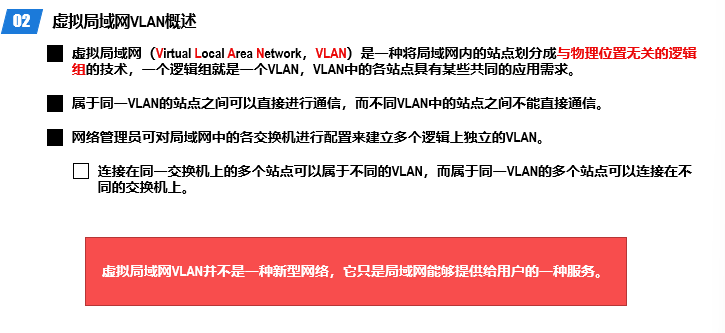 02 虚拟局域网VLAN概述
虚拟局域网（Virtual Local Area Network，VLAN）是一种将局域网内的站点划分成与物理位置无关的逻辑
组的技术，一个逻辑组就是一个VLAN，VLAN中的各站点具有某些共同的应用需求。
属于同一VLAN的站点之间可以直接进行通信，而不同VLAN中的站点之间不能直接通信。
网络管理员可对局域网中的各交换机进行配置来建立多个逻辑上独立的VLAN。
连接在同一交换机上的多个站点可以属于不同的VLAN，而属于同一VLAN的多个站点可以连接在不
同的交换机上。
虚拟局域网VLAN并不是一种新型网络，它只是局域网能够提供给用户的一种服务。